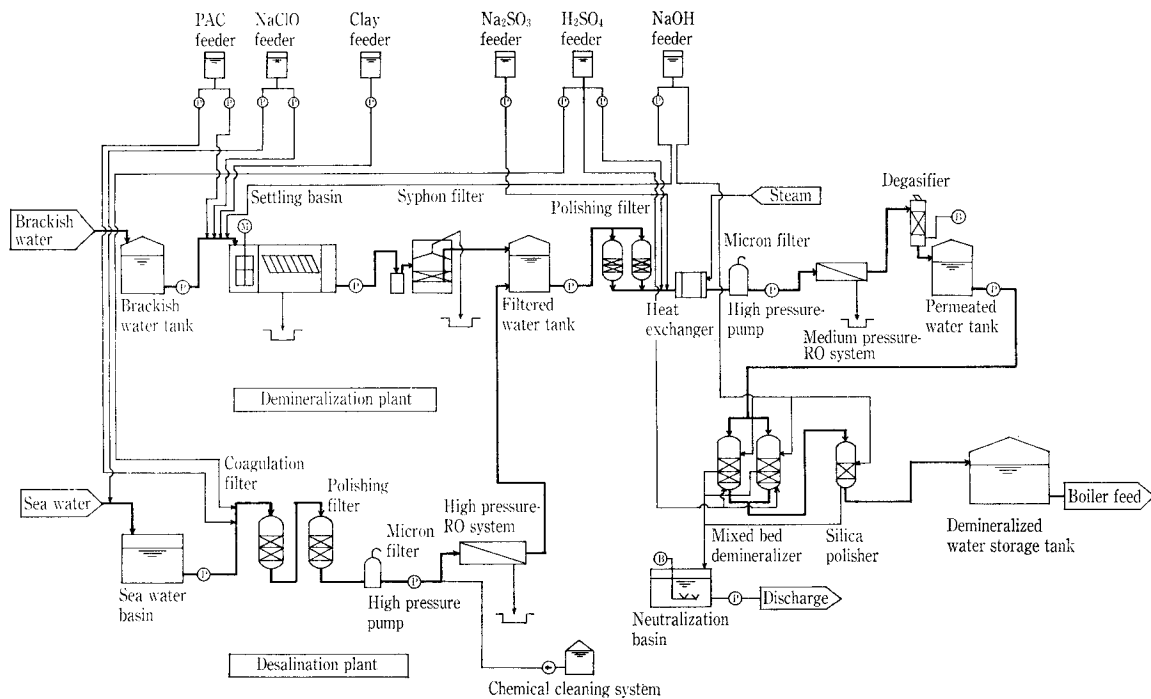 PAC
feeder
NaClO
feeder
Clay
feeder
Na₂SO₃
feeder
H₂SO₄
feeder
NaOH
feeder
P
P
P
P
P
P
P
P
P
Settling basin
Syphon filter
Polishing filter
Steam
Degasifier
Brackish
water
M
B
Micron filter
P
P
P
P
P
Brackish
water tank
Filtered
water tank
Heat
exchanger
High pressure-
pump
Medium pressure-
RO system
Permeated
water tank
Demineralization plant
Coagulation
filter
Sea water
Polishing
filter
Micron
filter
High pressure-
RO system
Boiler feed
Mixed bed
demineralizer
Silica
polisher
Demineralized
water storage tank
P
P
Sea water
basin
High pressure
pump
B
P
Discharge
Neutralization
basin
Desalination plant
Chemical cleaning system